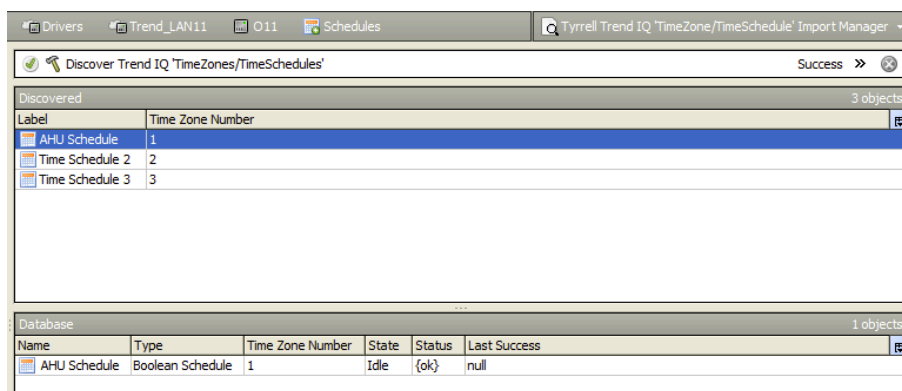 Drivers Trend_LAN11 O11 Schedules Tyrrell Trend IQ 'TimeZone/TimeSchedule' Import Manager
Discover Trend IQ 'TimeZones/TimeSchedules' Success »
Discovered 3 objects
Label Time Zone Number
AHU Schedule 1
Time Schedule 2 2
Time Schedule 3 3
Database 1 objects
Name Type Time Zone Number State Status Last Success
AHU Schedule Boolean Schedule 1 Idle {ok} null